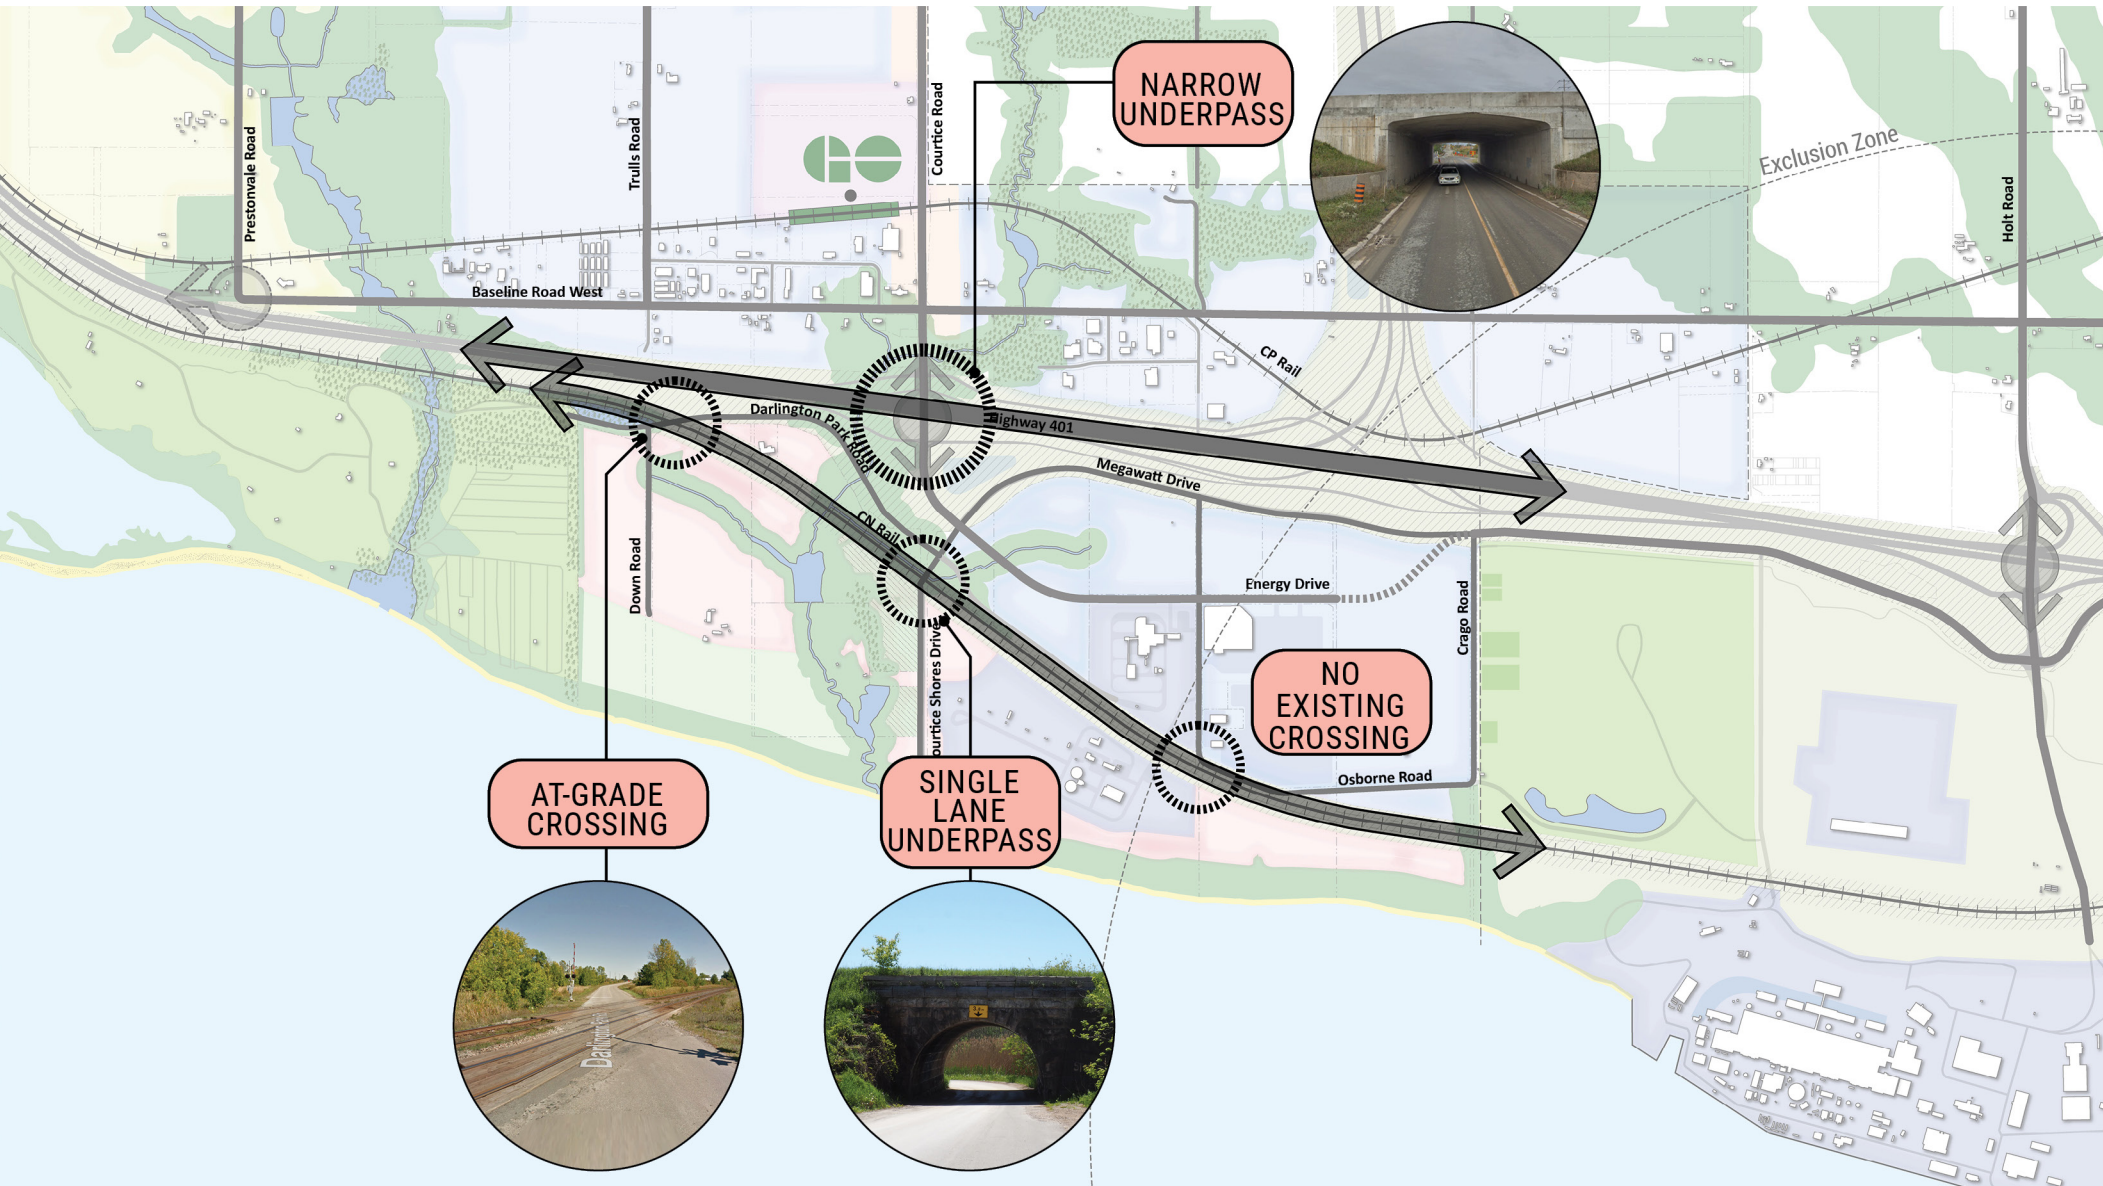 NARROW
UNDERPASS
Exclusion Zone
Prestonvale Road
Trulls Road
Courtice Road
Holt Road
GO
Baseline Road West
CP Rail
Darlington Park Road
Highway 401
Megawatt Drive
CN Rail
Down Road
Energy Drive
Crago Road
Courtice Shores Drive
NO
EXISTING
CROSSING
Osborne Road
AT-GRADE
CROSSING
SINGLE
LANE
UNDERPASS